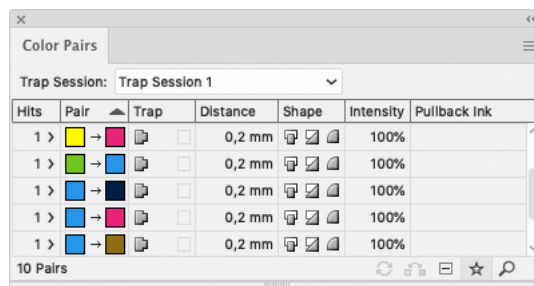 Color Pairs
Trap Session: Trap Session 1
Hits Pair Trap Distance Shape Intensity Pullback Ink
1 0,2 mm 100%
1 0,2 mm 100%
1 0,2 mm 100%
1 0,2 mm 100%
1 0,2 mm 100%
10 Pairs